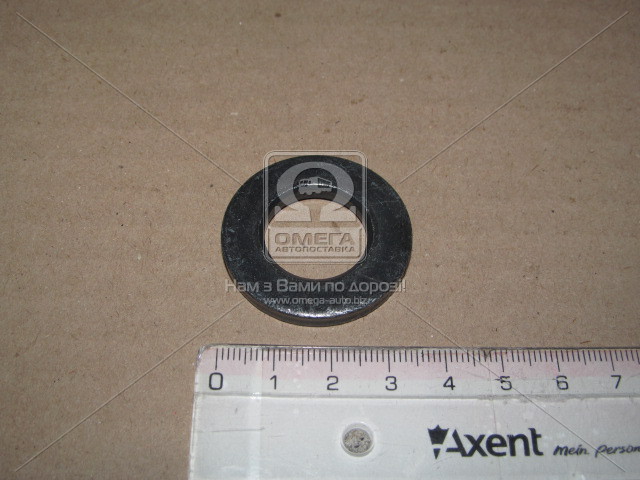 ОМЕГА
АВТОПОСТАВКА
Нам з Вами по дорозі!
www.omega-auto.biz
0 1 2 3 4 5 6 7
Axent
mein. person